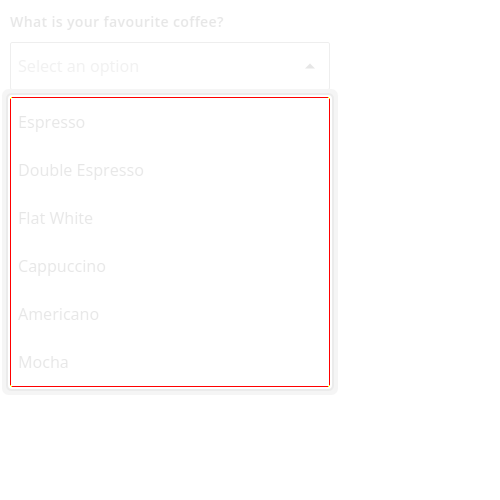 What is your favourite coffee?
Select an option
Espresso
Double Espresso
Flat White
Cappuccino
Americano
Mocha